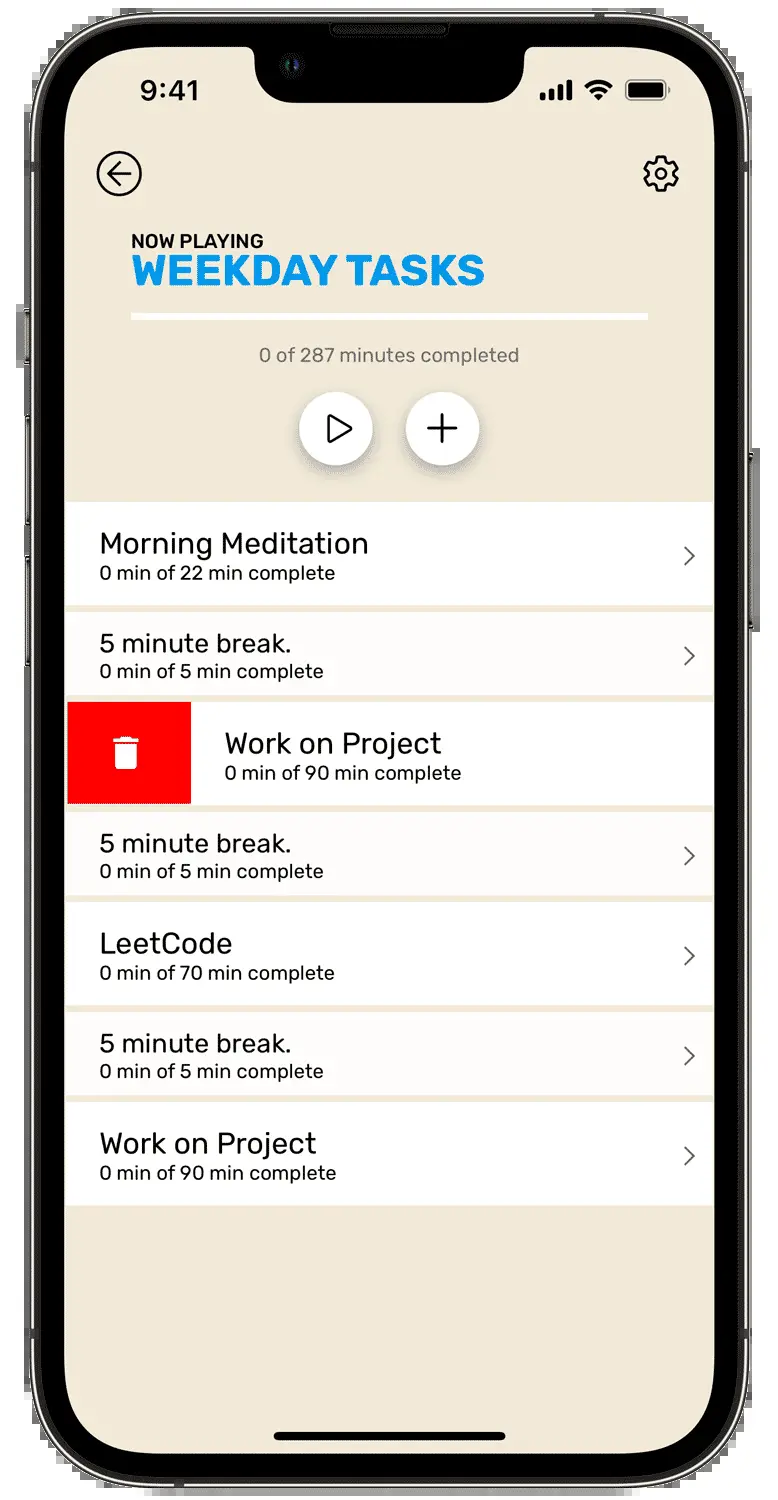 9:41
NOW PLAYING
WEEKDAY TASKS
0 of 287 minutes completed
Morning Meditation
0 min of 22 min complete
5 minute break.
0 min of 5 min complete
Work on Project
0 min of 90 min complete
5 minute break.
0 min of 5 min complete
LeetCode
0 min of 70 min complete
5 minute break.
0 min of 5 min complete
Work on Project
0 min of 90 min complete